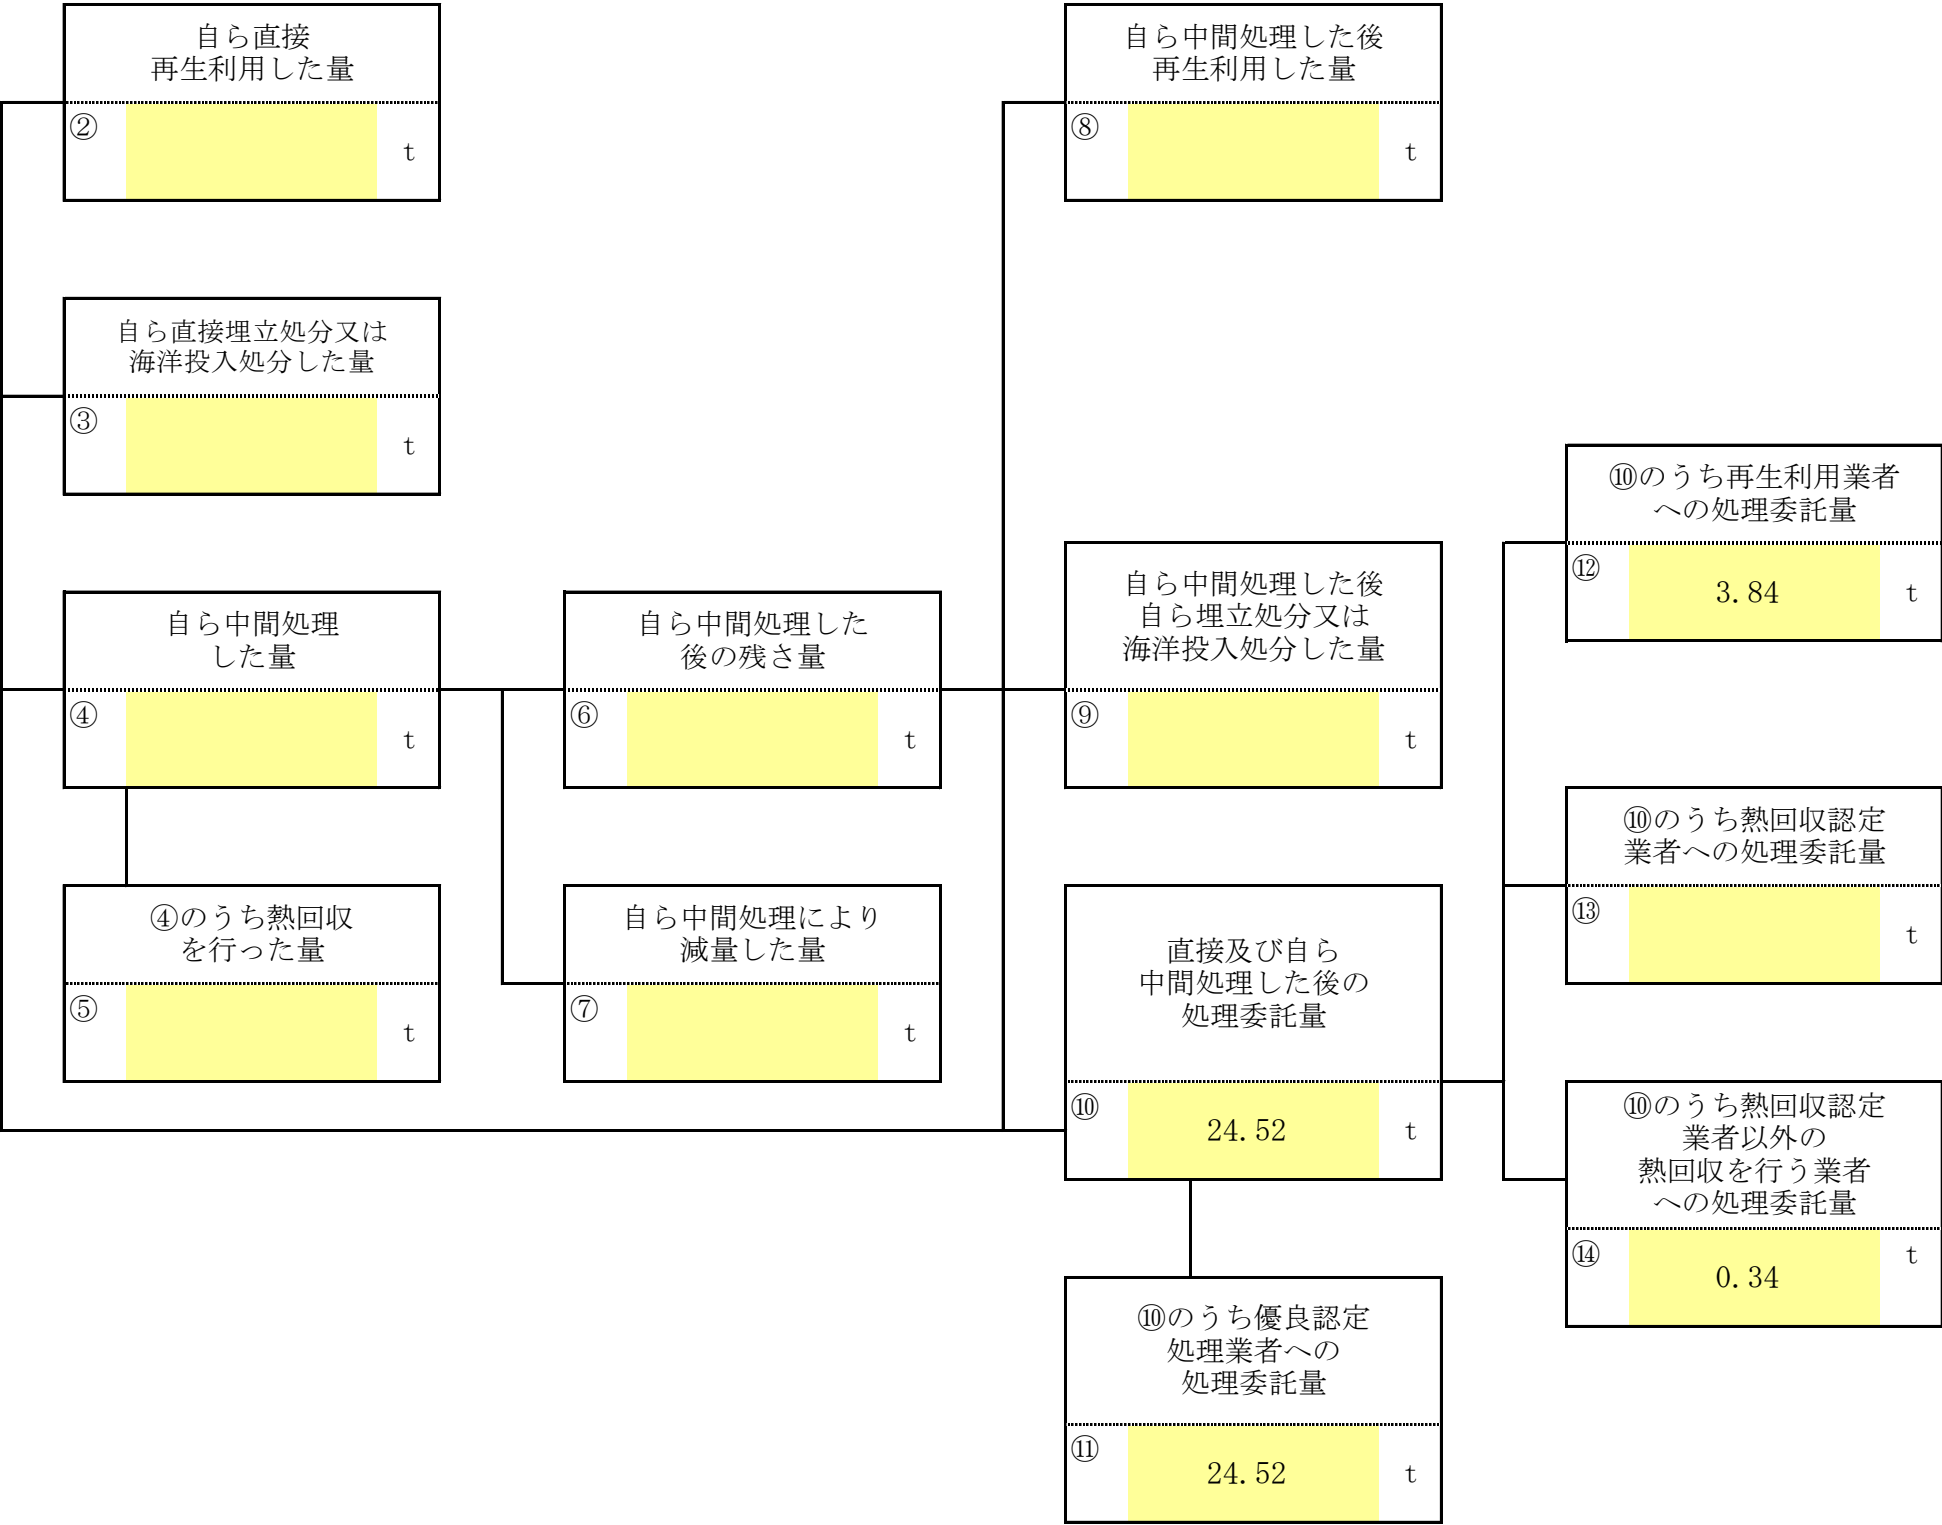 自ら直接
再生利用した量
②
t
自ら中間処理した後
再生利用した量
⑧
t
自ら直接埋立処分又は
海洋投入処分した量
③
t
⑩のうち再生利用業者
への処理委託量
⑫
3.84
t
自ら中間処理
した量
④
t
自ら中間処理した
後の残さ量
⑥
t
自ら中間処理した後
自ら埋立処分又は
海洋投入処分した量
⑨
t
⑩のうち熱回収認定
業者への処理委託量
⑬
t
④のうち熱回収
を行った量
⑤
t
自ら中間処理により
減量した量
⑦
t
直接及び自ら
中間処理した後の
処理委託量
⑩
24.52
t
⑩のうち熱回収認定
業者以外の
熱回収を行う業者
への処理委託量
⑭
0.34
t
⑩のうち優良認定
処理業者への
処理委託量
⑪
24.52
t